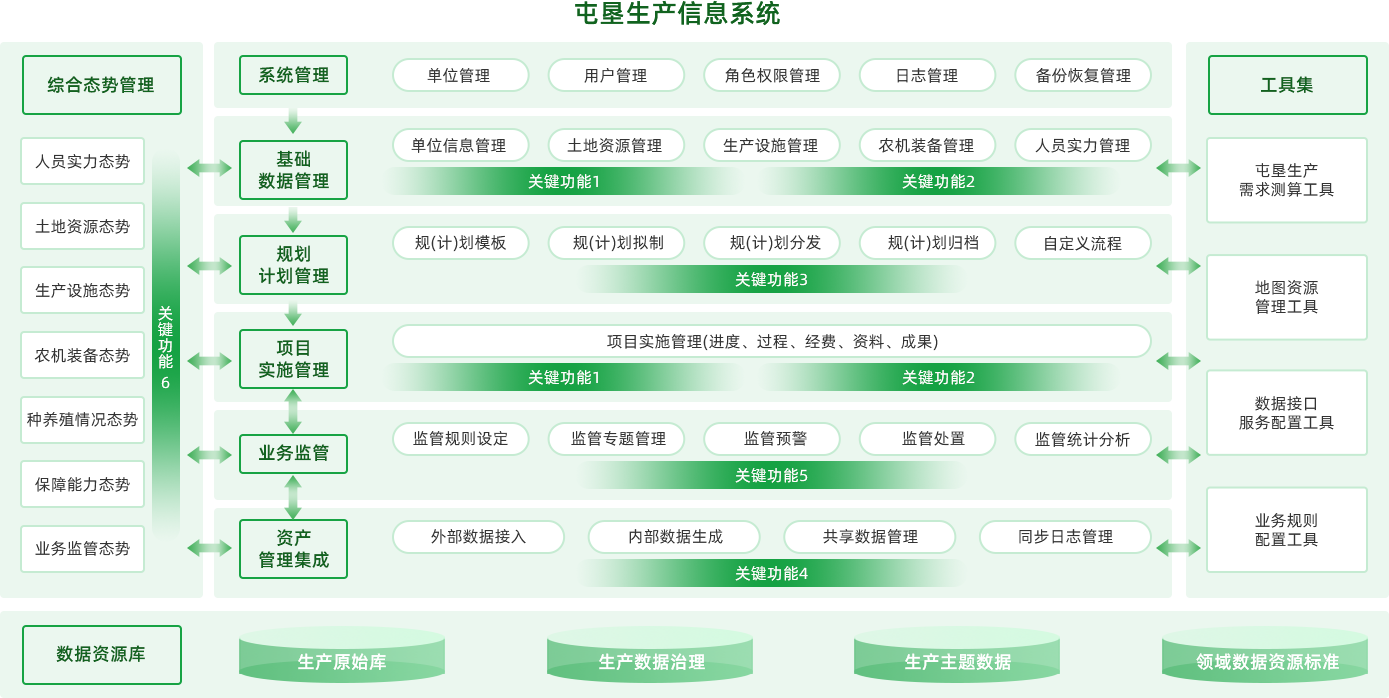 屯垦生产信息系统
综合态势管理
人员实力态势
土地资源态势
生产设施态势
农机装备态势
种养殖情况态势
保障能力态势
业务监管态势
关键功能6
系统管理
单位管理
用户管理
角色权限管理
日志管理
备份恢复管理
基础
数据管理
单位信息管理
土地资源管理
生产设施管理
农机装备管理
人员实力管理
关键功能1
关键功能2
规划
计划管理
规(计)划模板
规(计)划拟制
规(计)划分发
规(计)划归档
自定义流程
关键功能3
项目
实施管理
项目实施管理(进度、过程、经费、资料、成果)
关键功能1
关键功能2
业务监管
监管规则设定
监管专题管理
监管预警
监管处置
监管统计分析
关键功能5
资产
管理集成
外部数据接入
内部数据生成
共享数据管理
同步日志管理
关键功能4
工具集
屯垦生产
需求测算工具
地图资源
管理工具
数据接口
服务配置工具
业务规则
配置工具
数据资源库
生产原始库
生产数据治理
生产主题数据
领域数据资源标准